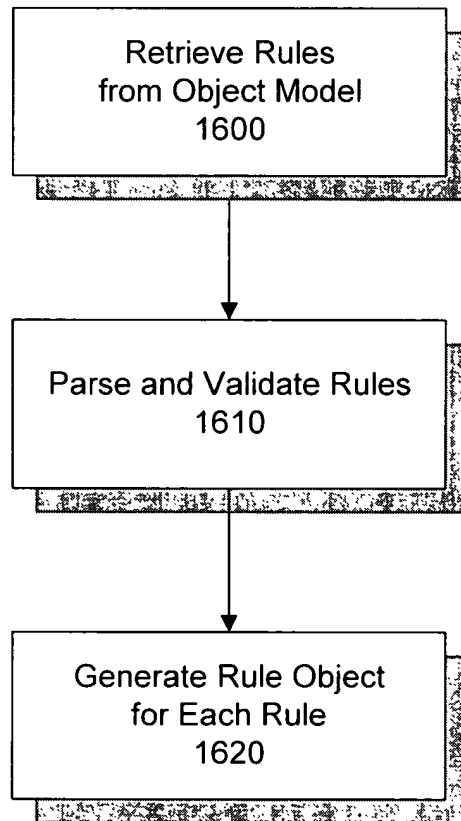 Retrieve Rules
from Object Model
1600
Parse and Validate Rules
1610
Generate Rule Object
for Each Rule
1620